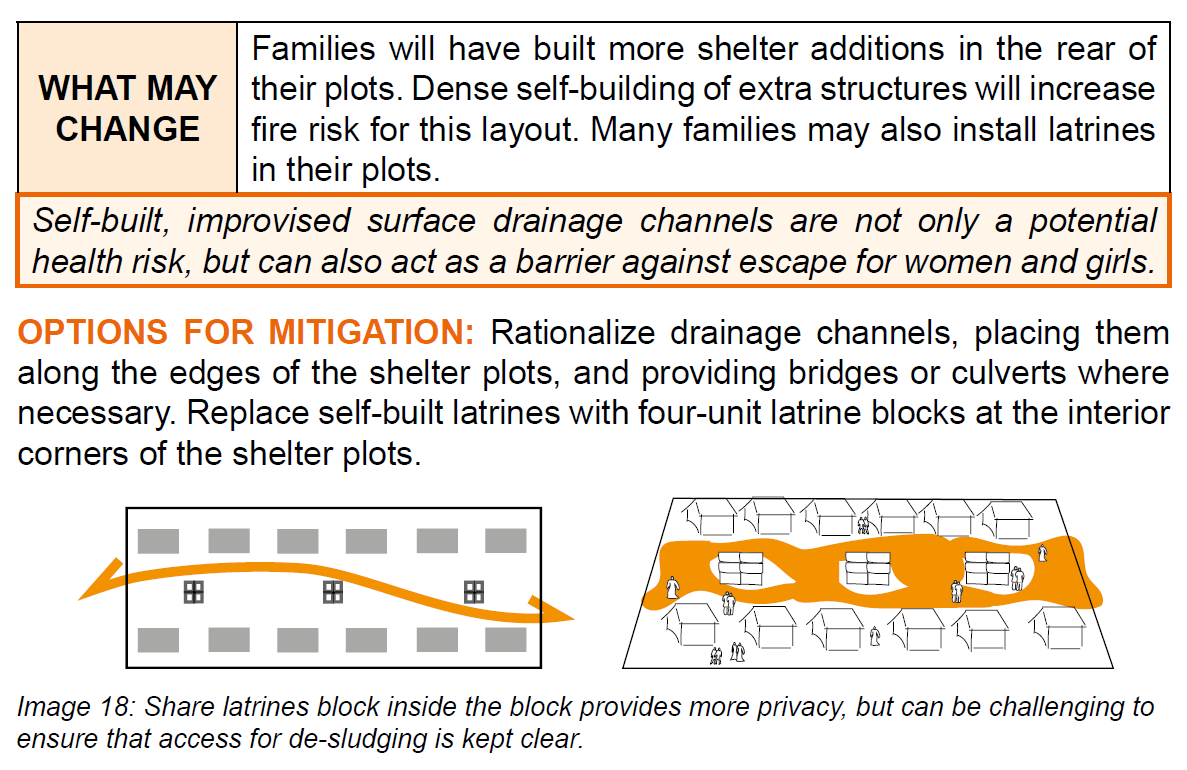 WHAT MAY
CHANGE
Families will have built more shelter additions in the rear of
their plots. Dense self-building of extra structures will increase
fire risk for this layout. Many families may also install latrines
in their plots.
Self-built, improvised surface drainage channels are not only a potential
health risk, but can also act as a barrier against escape for women and girls.
OPTIONS FOR MITIGATION: Rationalize drainage channels, placing them
along the edges of the shelter plots, and providing bridges or culverts where
necessary. Replace self-built latrines with four-unit latrine blocks at the interior
corners of the shelter plots.
Image 18: Share latrines block inside the block provides more privacy, but can be challenging to
ensure that access for de-sludging is kept clear.